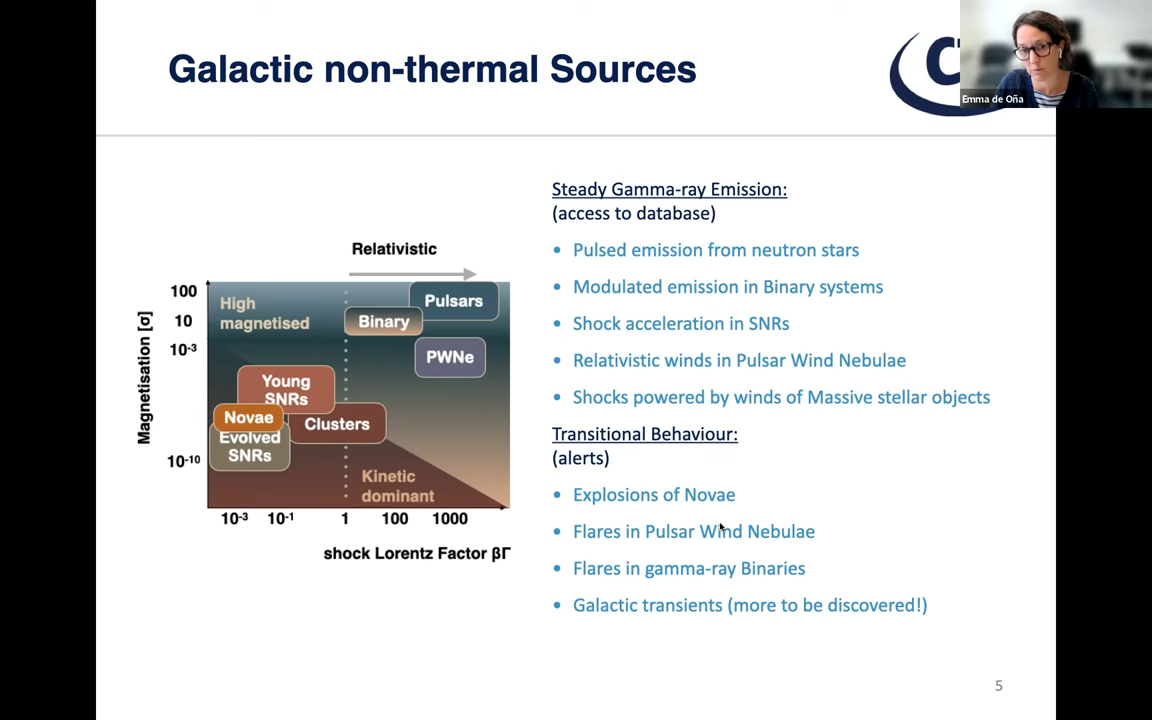 Galactic non-thermal Sources
Emma de Oña
Steady Gamma-ray Emission:
(access to database)
• Pulsed emission from neutron stars
• Modulated emission in Binary systems
• Shock acceleration in SNRs
• Relativistic winds in Pulsar Wind Nebulae
• Shocks powered by winds of Massive stellar objects
Transitional Behaviour:
(alerts)
• Explosions of Novae
• Flares in Pulsar Wind Nebulae
• Flares in gamma-ray Binaries
• Galactic transients (more to be discovered!)
Relativistic
Magnetisation [σ]
100
10
10⁻³
10⁻¹⁰
High
magnetised
Pulsars
Binary
PWNe
Young
SNRs
Novae
Clusters
Evolved
SNRs
Kinetic
dominant
10⁻³ 10⁻¹ 1 100 1000
shock Lorentz Factor βΓ
5